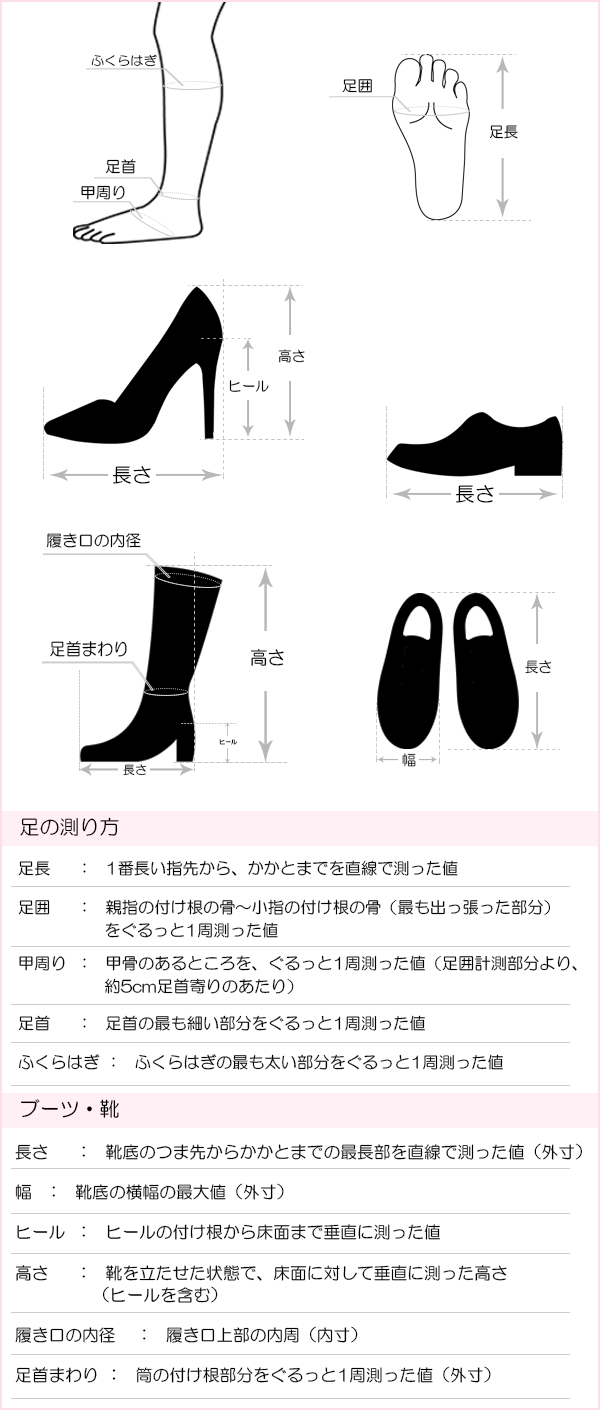 ふくらはぎ
足囲
足長
足首
甲周り
高さ
ヒール
長さ
長さ
履き口の内径
足首まわり
高さ
長さ
ヒール
長さ
幅
足の測り方
足長 ： 1番長い指先から、かかとまでを直線で測った値
足囲 ： 親指の付け根の骨～小指の付け根の骨（最も出っ張った部分）
をぐるっと1周測った値
甲周り ： 甲骨のあるところを、ぐるっと1周測った値（足囲計測部分より、
約5cm足首寄りのあたり）
足首 ： 足首の最も細い部分をぐるっと1周測った値
ふくらはぎ ： ふくらはぎの最も太い部分をぐるっと1周測った値
ブーツ・靴
長さ ： 靴底のつま先からかかとまでの最長部を直線で測った値（外寸）
幅 ： 靴底の横幅の最大値（外寸）
ヒール ： ヒールの付け根から床面まで垂直に測った値
高さ ： 靴を立たせた状態で、床面に対して垂直に測った高さ
（ヒールを含む）
履き口の内径 ： 履き口上部の内周（内寸）
足首まわり ： 筒の付け根部分をぐるっと1周測った値（外寸）